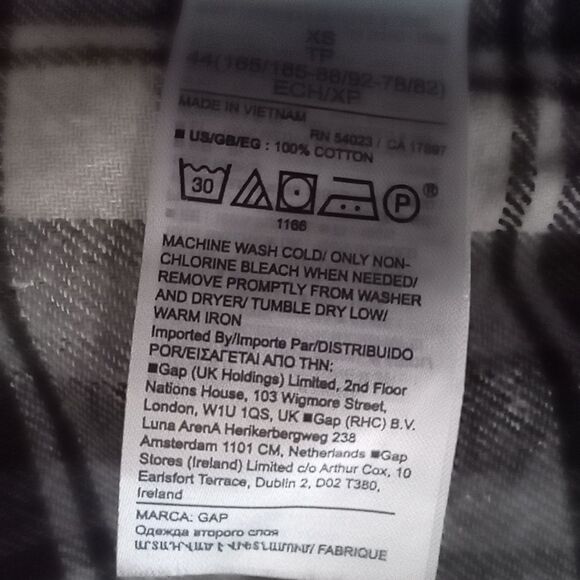 XS
TP
44(165/185-86/92-78/82)
ECH/XP
MADE IN VIETNAM
RN 54023 / CA 17897
■ US/GB/EG : 100% COTTON
30 P ®
1166
MACHINE WASH COLD/ ONLY NON-
CHLORINE BLEACH WHEN NEEDED/
REMOVE PROMPTLY FROM WASHER
AND DRYER/ TUMBLE DRY LOW/
WARM IRON
Imported By/Importe Par/DISTRIBUIDO
POR/ΕΙΣΑΓΕΤΑΙ ΑΠΟ ΤΗΝ:
■Gap (UK Holdings) Limited, 2nd Floor
Nations House, 103 Wigmore Street,
London, W1U 1QS, UK ■Gap (RHC) B.V.
Luna ArenA Herikerbergweg 238
Amsterdam 1101 CM, Netherlands ■Gap
Stores (Ireland) Limited c/o Arthur Cox, 10
Earlsfort Terrace, Dublin 2, D02 T380,
Ireland
MARCA: GAP
Одежда второго слоя
/ FABRIQUE